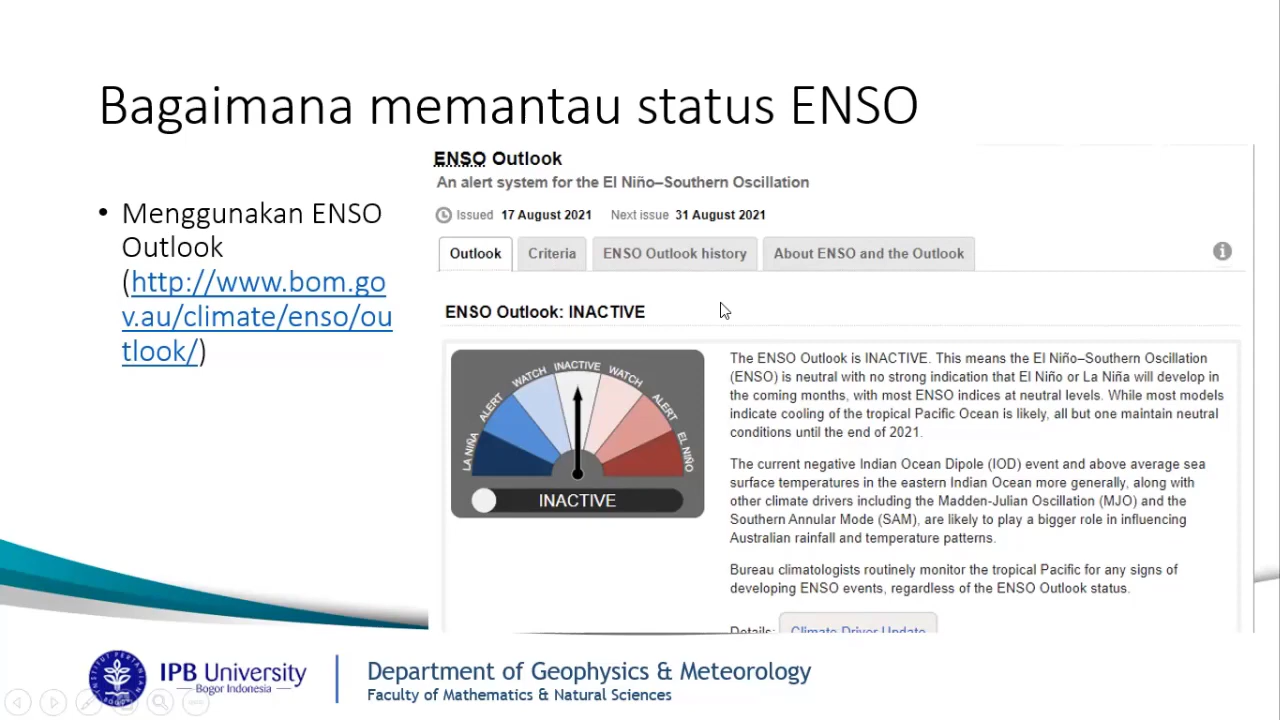 Bagaimana memantau status ENSO
• Menggunakan ENSO
Outlook
(http://www.bom.go
v.au/climate/enso/ou
tlook/)
ENSO Outlook
An alert system for the El Niño–Southern Oscillation
Issued 17 August 2021 Next issue 31 August 2021
Outlook Criteria ENSO Outlook history About ENSO and the Outlook
ENSO Outlook: INACTIVE
LA NIÑA ALERT WATCH INACTIVE WATCH ALERT EL NIÑO
INACTIVE
The ENSO Outlook is INACTIVE. This means the El Niño–Southern Oscillation
(ENSO) is neutral with no strong indication that El Niño or La Niña will develop in
the coming months, with most ENSO indices at neutral levels. While most models
indicate cooling of the tropical Pacific Ocean is likely, all but one maintain neutral
conditions until the end of 2021.
The current negative Indian Ocean Dipole (IOD) event and above average sea
surface temperatures in the eastern Indian Ocean more generally, along with
other climate drivers including the Madden-Julian Oscillation (MJO) and the
Southern Annular Mode (SAM), are likely to play a bigger role in influencing
Australian rainfall and temperature patterns.
Bureau climatologists routinely monitor the tropical Pacific for any signs of
developing ENSO events, regardless of the ENSO Outlook status.
Details: Climate Driver Update
IPB University
Bogor Indonesia
Department of Geophysics & Meteorology
Faculty of Mathematics & Natural Sciences